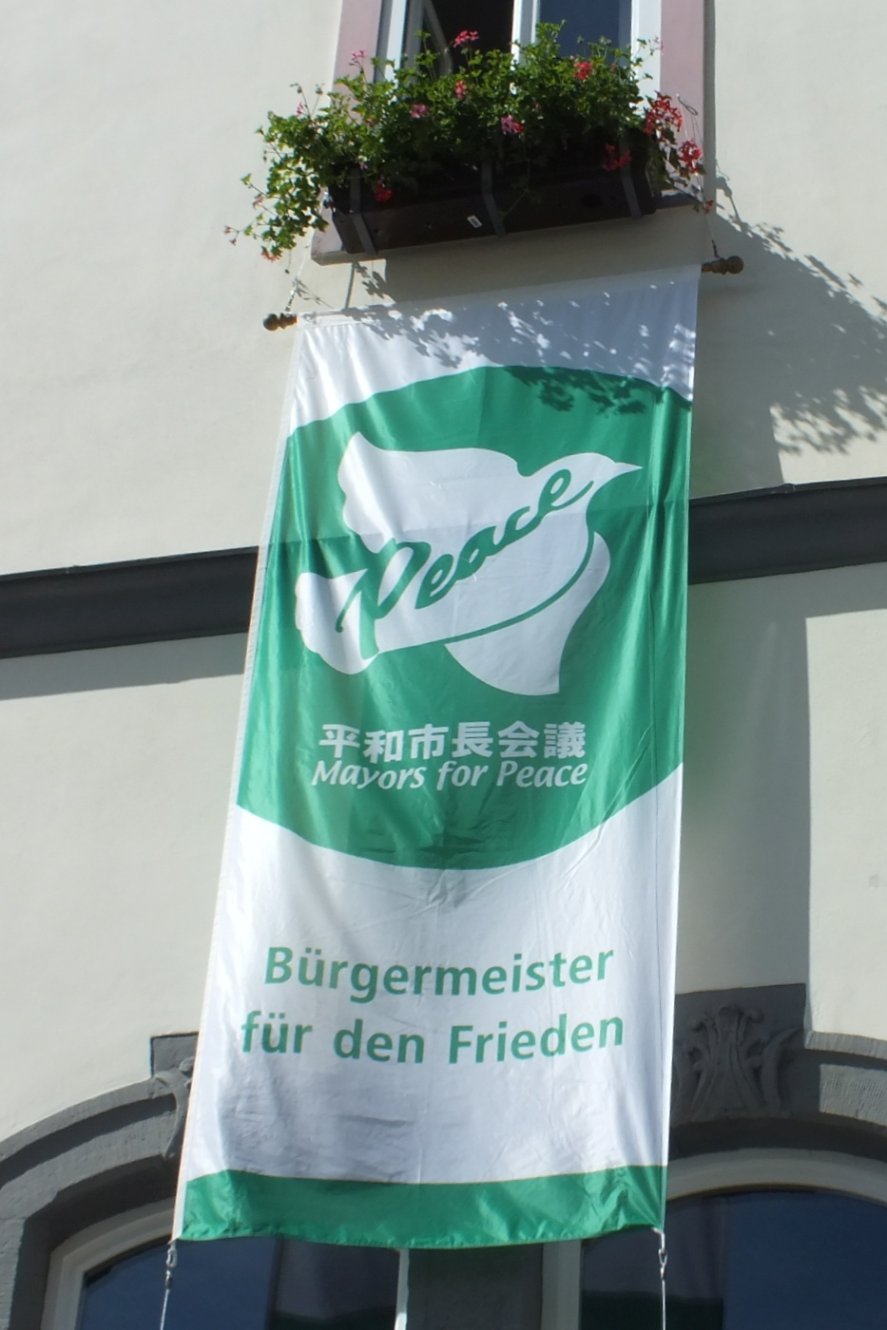 Peace
平和市長会議
Mayors for Peace
Bürgermeister
für den Frieden